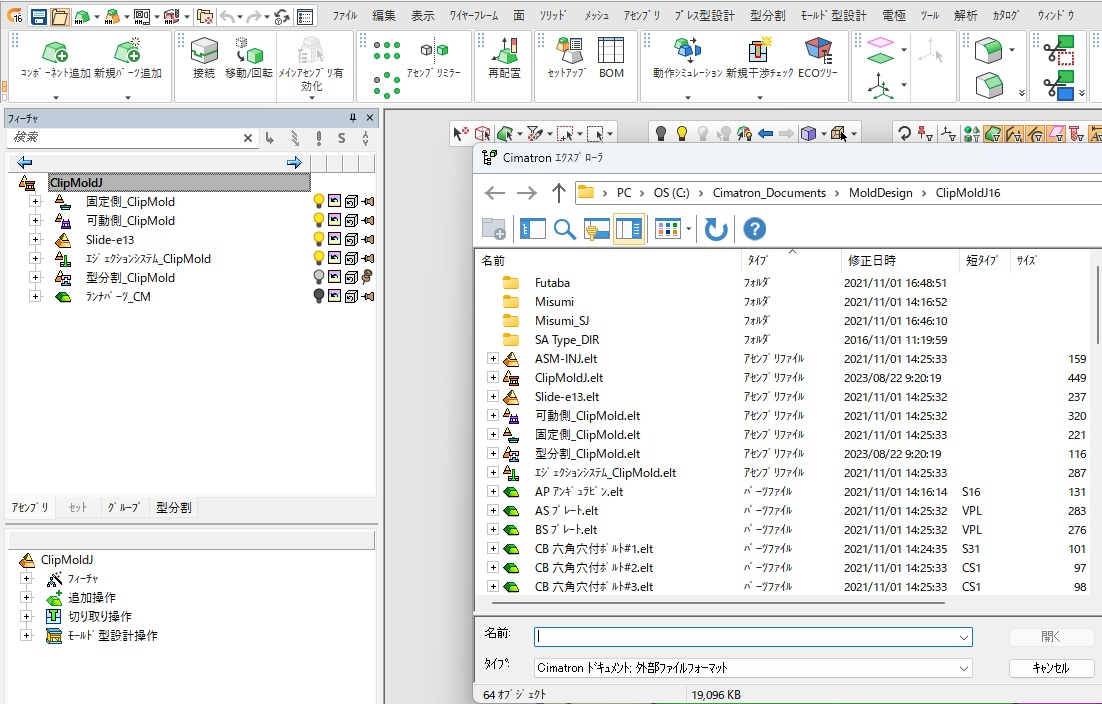 16 ﾌｧｲﾙ 編集 表示 ﾜｲﾔｰﾌﾚｰﾑ 面 ｿﾘｯﾄﾞ ﾒｯｼｭ ｱｾﾝﾌﾞﾘ ﾌﾟﾚｽ型設計 型分割 ﾓｰﾙﾄﾞ型設計 電極 ﾂｰﾙ 解析 ｶﾀﾛｸﾞ ｳｨﾝﾄﾞｳ
ｺﾝﾎﾟｰﾈﾝﾄ追加 新規ﾊﾟｰﾂ追加 接続 移動/回転 ﾒｲﾝｱｾﾝﾌﾞﾘ有効化 ｱｾﾝﾌﾞﾘﾐﾗｰ 再配置 ｾｯﾄｱｯﾌﾟ BOM 動作ｼﾐｭﾚｰｼｮﾝ 新規干渉ﾁｪｯｸ ECOﾂﾘｰ
ﾌｨｰﾁｬ
検索
S
ClipMoldJ
固定側_ClipMold
可動側_ClipMold
Slide-e13
ｴｼﾞｪｸｼｮﾝｼｽﾃﾑ_ClipMold
型分割_ClipMold
ﾗﾝﾅﾊﾟｰﾂ_CM
ｱｾﾝﾌﾞﾘ ｾｯﾄ ｸﾞﾙｰﾌﾟ 型分割
ClipMoldJ
ﾌｨｰﾁｬ
追加操作
切り取り操作
ﾓｰﾙﾄﾞ型設計操作
Cimatron ｴｸｽﾌﾟﾛｰﾗ
PC OS (C:) Cimatron_Documents MoldDesign ClipMoldJ16
名前 ﾀｲﾌﾟ 修正日時 短ﾀｲﾌﾟ ｻｲｽﾞ
Futaba ﾌｫﾙﾀﾞ 2021/11/01 16:48:51
Misumi ﾌｫﾙﾀﾞ 2021/11/01 14:16:52
Misumi_SJ ﾌｫﾙﾀﾞ 2021/11/01 16:46:10
SA Type_DIR ﾌｫﾙﾀﾞ 2016/11/01 11:19:59
ASM-INJ.elt ｱｾﾝﾌﾞﾘﾌｧｲﾙ 2021/11/01 14:25:33 159
ClipMoldJ.elt ｱｾﾝﾌﾞﾘﾌｧｲﾙ 2023/08/22 9:20:19 449
Slide-e13.elt ｱｾﾝﾌﾞﾘﾌｧｲﾙ 2021/11/01 14:25:32 237
可動側_ClipMold.elt ｱｾﾝﾌﾞﾘﾌｧｲﾙ 2021/11/01 14:25:32 320
固定側_ClipMold.elt ｱｾﾝﾌﾞﾘﾌｧｲﾙ 2021/11/01 14:25:33 221
型分割_ClipMold.elt ｱｾﾝﾌﾞﾘﾌｧｲﾙ 2023/08/22 9:20:19 116
ｴｼﾞｪｸｼｮﾝｼｽﾃﾑ_ClipMold.elt ｱｾﾝﾌﾞﾘﾌｧｲﾙ 2021/11/01 14:25:33 287
AP ｱﾝｷﾞｭﾗﾋﾟﾝ.elt ﾊﾟｰﾂﾌｧｲﾙ 2021/11/01 14:16:14 S16 131
AS ﾌﾟﾚｰﾄ.elt ﾊﾟｰﾂﾌｧｲﾙ 2021/11/01 14:25:32 VPL 283
BS ﾌﾟﾚｰﾄ.elt ﾊﾟｰﾂﾌｧｲﾙ 2021/11/01 14:25:32 VPL 276
CB 六角穴付ﾎﾞﾙﾄ#1.elt ﾊﾟｰﾂﾌｧｲﾙ 2021/11/01 14:24:35 S31 101
CB 六角穴付ﾎﾞﾙﾄ#2.elt ﾊﾟｰﾂﾌｧｲﾙ 2021/11/01 14:25:33 CS1 97
CB 六角穴付ﾎﾞﾙﾄ#3.elt ﾊﾟｰﾂﾌｧｲﾙ 2021/11/01 14:25:33 CS1 98
名前: 開く
ﾀｲﾌﾟ: Cimatron ﾄﾞｷｭﾒﾝﾄ; 外部ﾌｧｲﾙﾌｫｰﾏｯﾄ ｷｬﾝｾﾙ
64 ｵﾌﾞｼﾞｪｸﾄ 19,096 KB